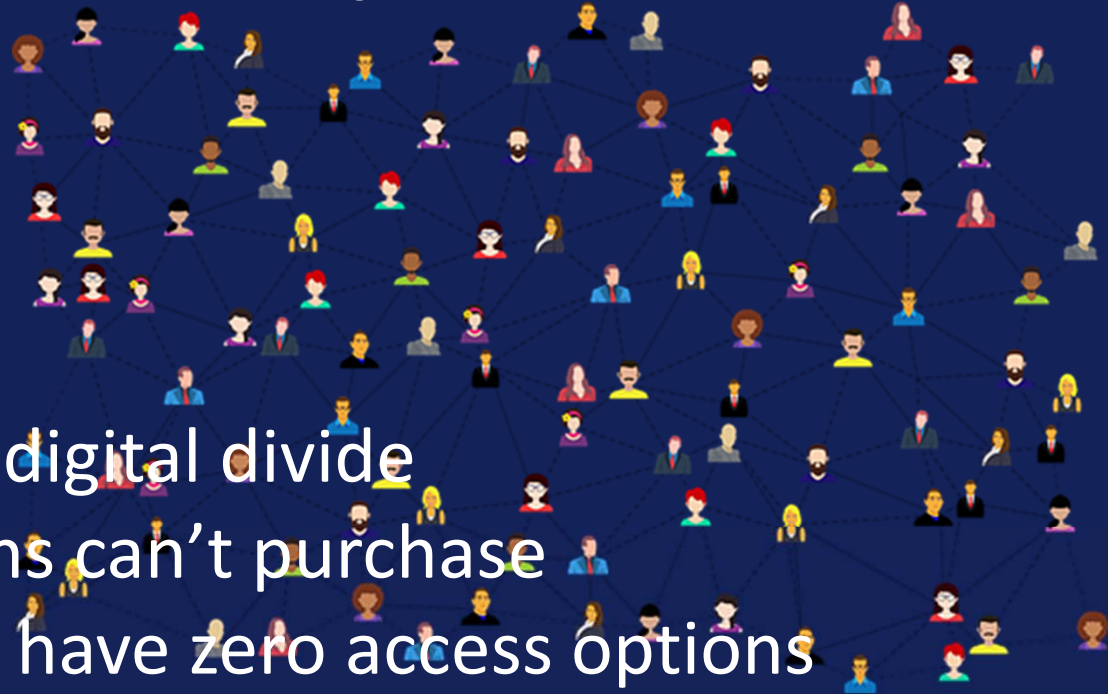 digital divide
ns can’t purchase
have zero access options